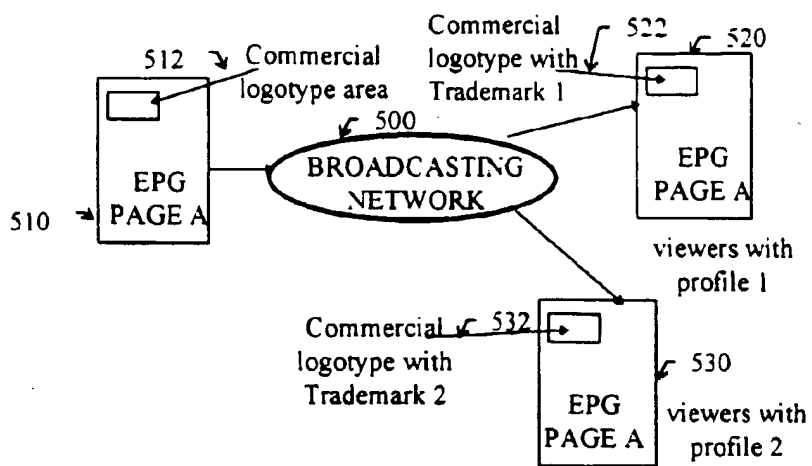 512
Commercial
logotype area
EPG
PAGE A
510
500
BROADCASTING
NETWORK
Commercial
logotype with
Trademark 1
522
520
EPG
PAGE A
viewers with
profile 1
Commercial
logotype with
Trademark 2
532
EPG
PAGE A
530
viewers with
profile 2